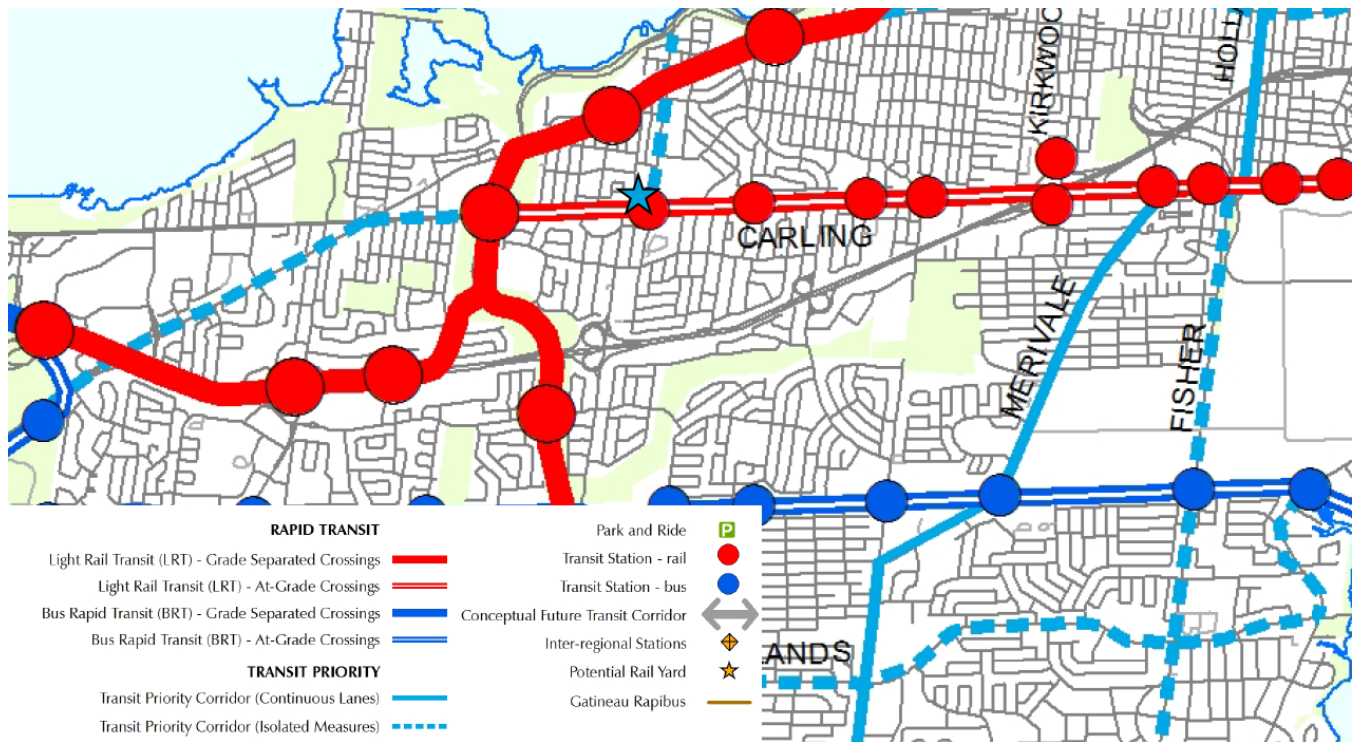 KIRKWOO
HOLL
CARLING
MERIVALE
FISHER
ANDS
RAPID TRANSIT
Light Rail Transit (LRT) - Grade Separated Crossings
Light Rail Transit (LRT) - At-Grade Crossings
Bus Rapid Transit (BRT) - Grade Separated Crossings
Bus Rapid Transit (BRT) - At-Grade Crossings
TRANSIT PRIORITY
Transit Priority Corridor (Continuous Lanes)
Transit Priority Corridor (Isolated Measures)
Park and Ride P
Transit Station - rail
Transit Station - bus
Conceptual Future Transit Corridor
Inter-regional Stations
Potential Rail Yard
Gatineau Rapibus